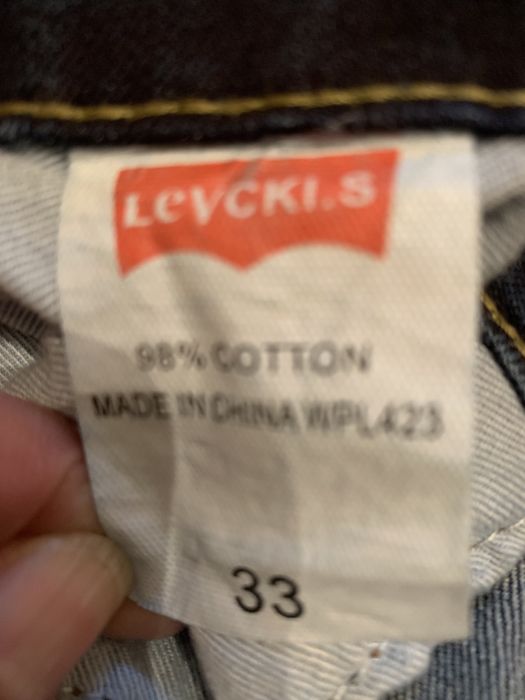 LevCKI.S
98% COTTON
MADE IN CHINA WPL423
33